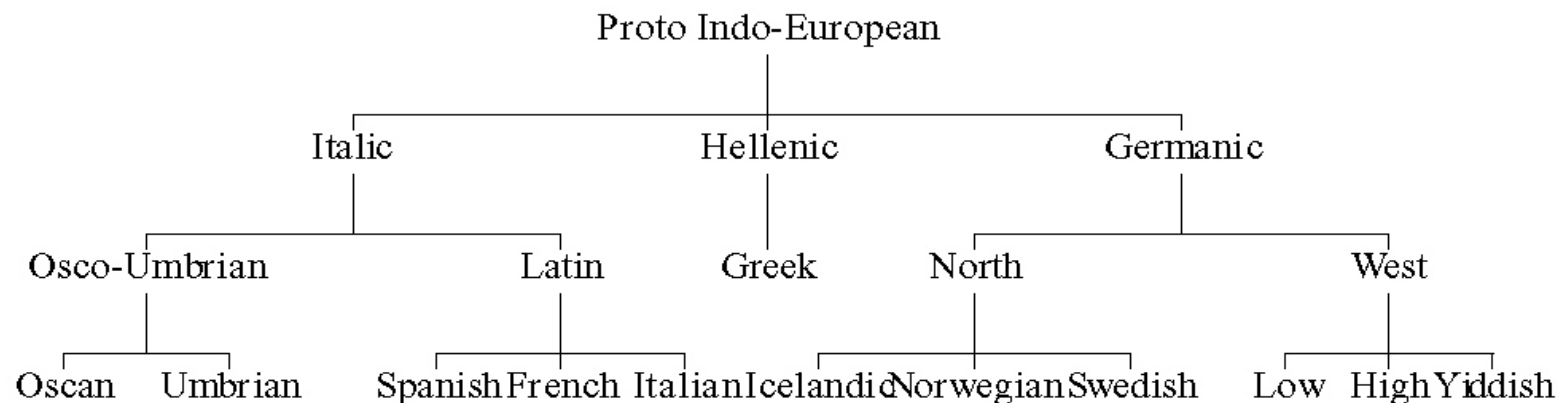 Proto Indo-European
Italic Hellenic Germanic
Osco-Umbrian Latin Greek North West
Oscan Umbrian Spanish French Italian Icelandic Norwegian Swedish Low High Yiddish